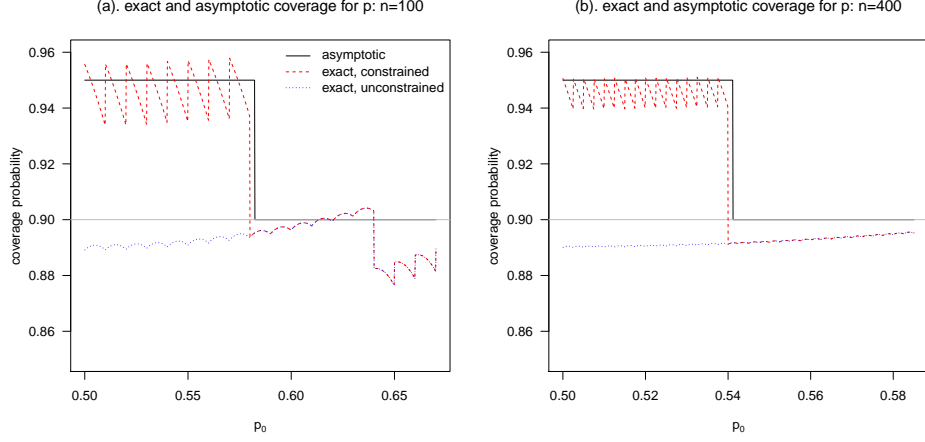 (a). exact and asymptotic coverage for p: n=100
asymptotic
exact, constrained
exact, unconstrained
coverage probability
0.96
0.94
0.92
0.90
0.88
0.86
0.50
0.55
0.60
0.65
p0
(b). exact and asymptotic coverage for p: n=400
coverage probability
0.96
0.94
0.92
0.90
0.88
0.86
0.50
0.52
0.54
0.56
0.58
p0